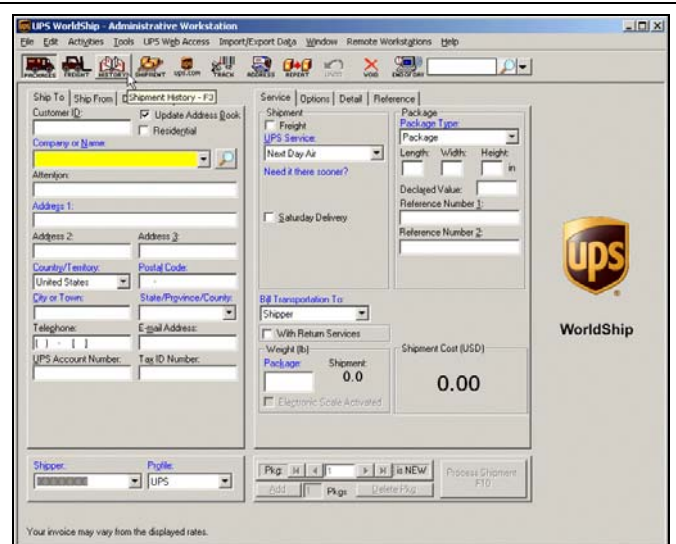 UPS WorldShip - Administrative Workstation
File Edit Activities Tools UPS Web Access Import/Export Data Window Remote Workstations Help
PACKAGES FREIGHT HISTORY SHIPMENT UPS.COM TRACK ADDRESS REPEAT UNDO VOID END OF DAY
Ship To Ship From D
Shipment History - F3
Customer ID:
Update Address Book
Residential
Company or Name:
Attention:
Address 1:
Address 2: Address 3:
Country/Territory: Postal Code:
United States
City or Town: State/Province/County:
Telephone: E-mail Address:
( ) - [ ]
UPS Account Number: Tax ID Number:
Shipper: Profile:
UPS
Service Options Detail Reference
Shipment
Freight
UPS Service:
Next Day Air
Need it there sooner?
Saturday Delivery
Bill Transportation To:
Shipper
With Return Services
Weight (lb)
Package: Shipment:
0.0
Electronic Scale Activated
Package
Package Type:
Package
Length: Width: Height:
in
Declared Value:
Reference Number 1:
Reference Number 2:
Shipment Cost (USD)
0.00
Pkg: 1 is NEW
Add 1 Pkgs Delete Pkg
Process Shipment
F10
ups
WorldShip
Your invoice may vary from the displayed rates.